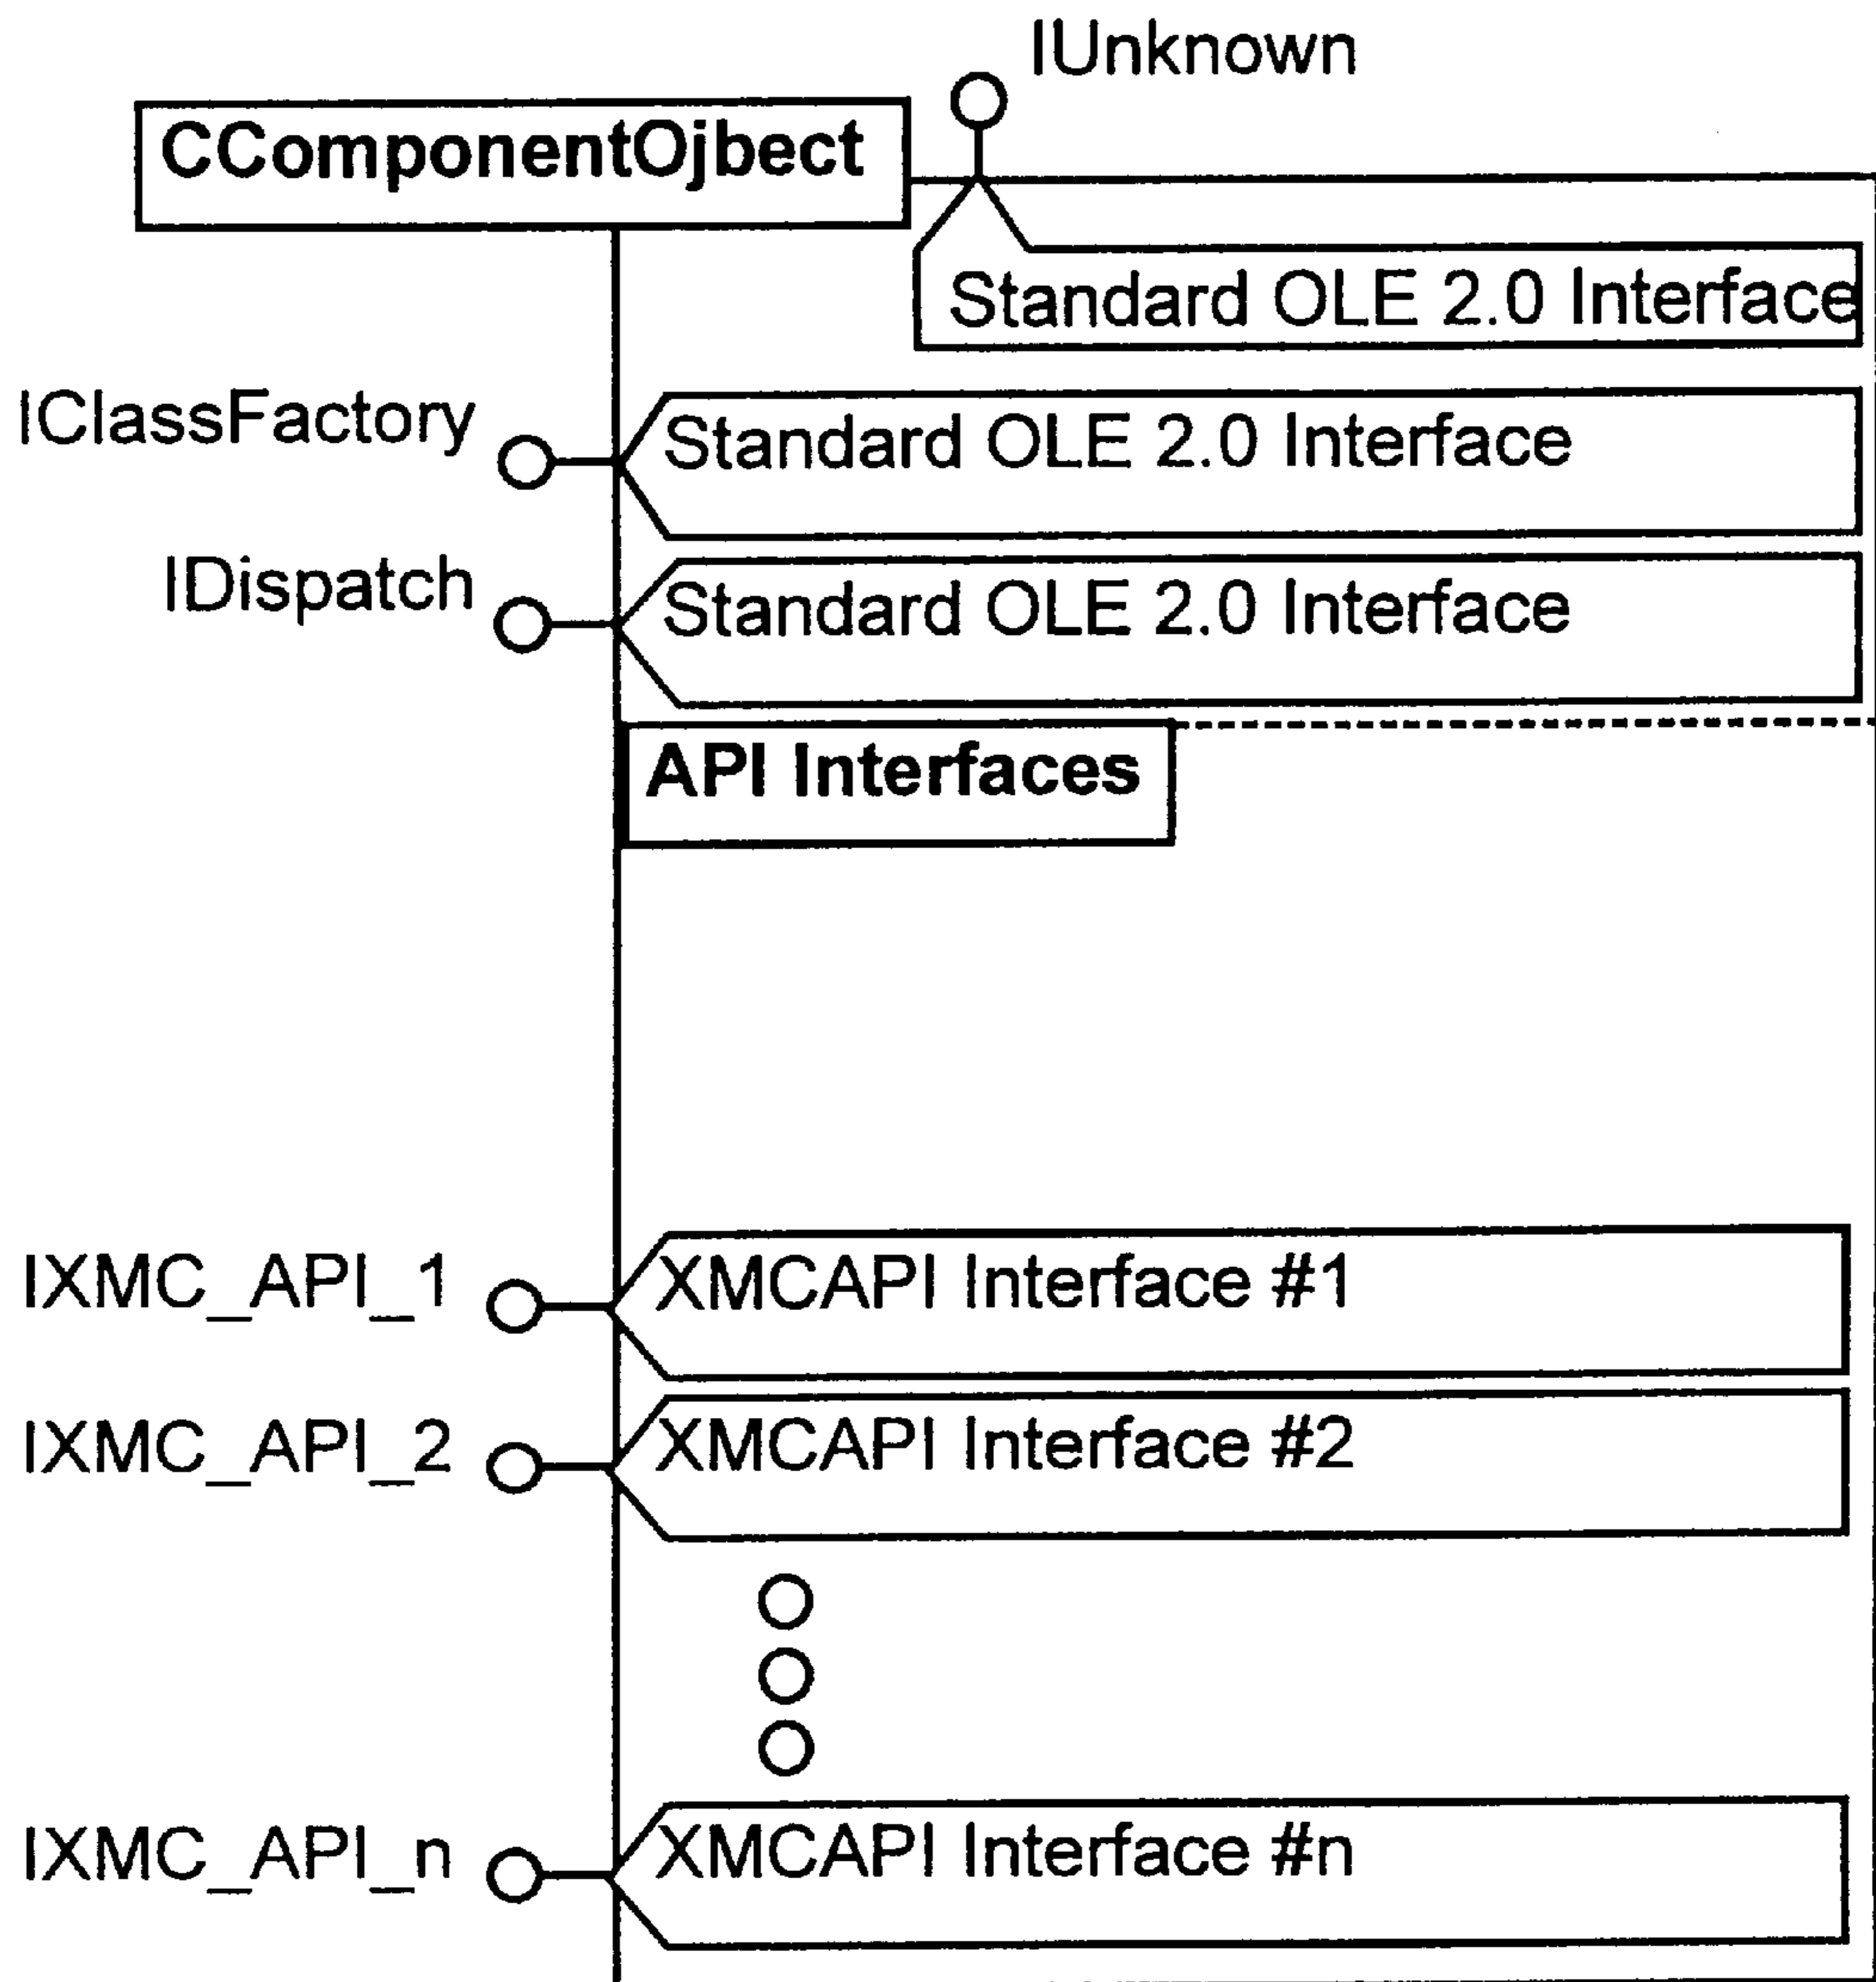 IUnknown
CComponentOjbect
Standard OLE 2.0 Interface
IClassFactory
Standard OLE 2.0 Interface
IDispatch
Standard OLE 2.0 Interface
API Interfaces
IXMC_API_1
XMCAPI Interface #1
IXMC_API_2
XMCAPI Interface #2
IXMC_API_n
XMCAPI Interface #n